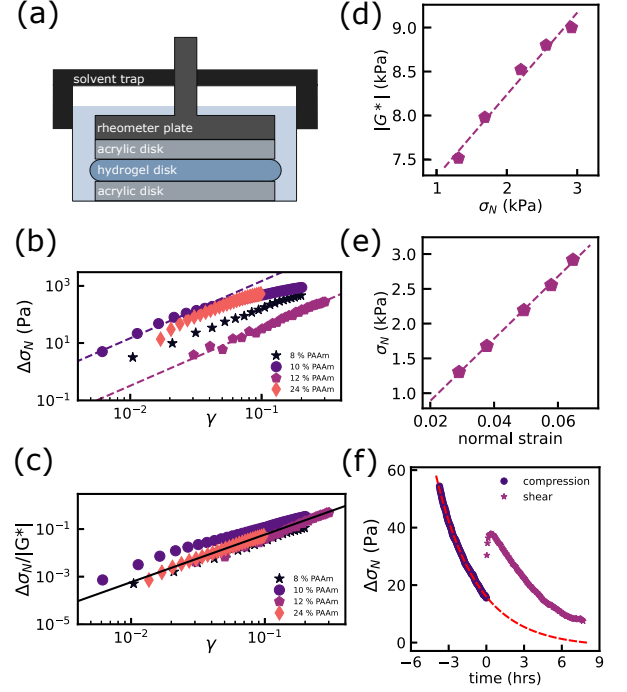 (a)
solvent trap
rheometer plate
acrylic disk
hydrogel disk
acrylic disk
(b)
Δσ_N (Pa)
10³
10¹
10⁻¹
10⁻²
10⁻¹
γ
8 % PAAm
10 % PAAm
12 % PAAm
24 % PAAm
(c)
Δσ_N/|G*|
10⁻¹
10⁻³
10⁻⁵
10⁻²
10⁻¹
γ
8 % PAAm
10 % PAAm
12 % PAAm
24 % PAAm
(d)
|G*| (kPa)
9.0
8.5
8.0
7.5
1
2
3
σ_N (kPa)
(e)
σ_N (kPa)
3.0
2.5
2.0
1.5
1.0
0.02
0.04
0.06
normal strain
(f)
Δσ_N (Pa)
60
40
20
0
compression
shear
−6
−3
0
3
6
9
time (hrs)